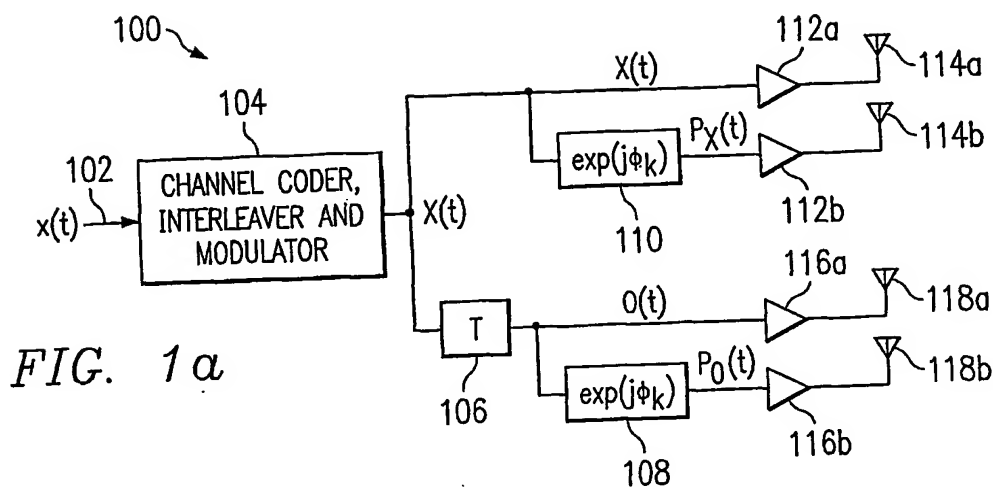 100
112a
114a
X(t)
104
102
x(t)
CHANNEL CODER,
INTERLEAVER AND
MODULATOR
X(t)
exp(jϕk)
PX(t)
114b
110
112b
116a
118a
T
O(t)
106
exp(jϕk)
PO(t)
118b
108
116b
FIG. 1a